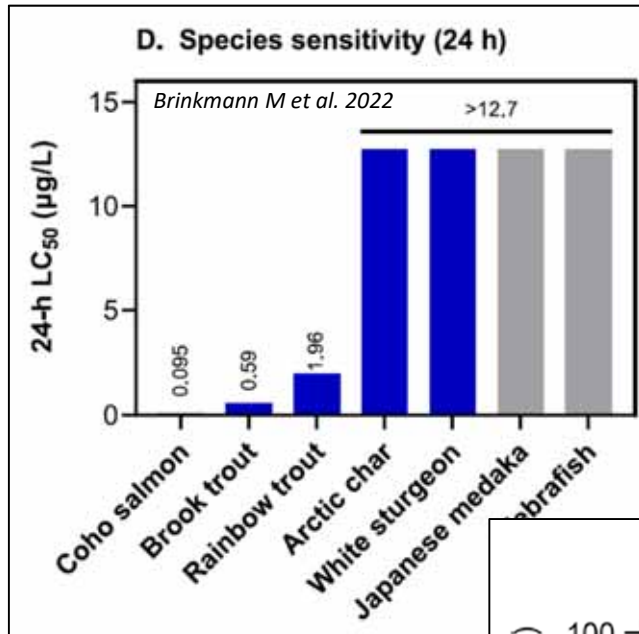 D. Species sensitivity (24 h)
Brinkmann M et al. 2022
>12.7
24-h LC50 (µg/L)
15
10
5
0
0.095
0.59
1.96
Coho salmon
Brook trout
Rainbow trout
Arctic char
White sturgeon
Japanese medaka
ebrafish
100